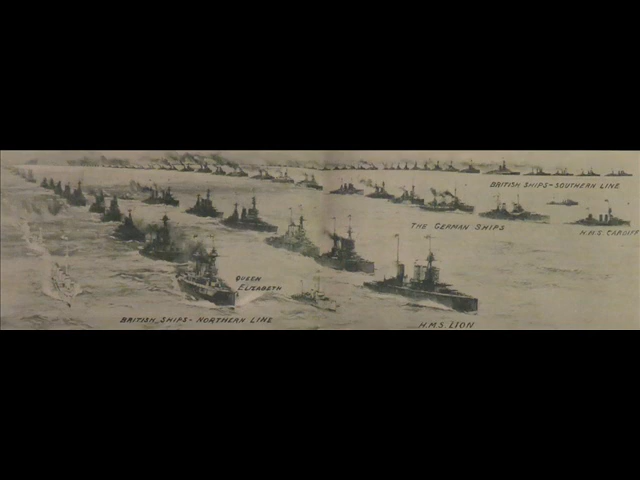 BRITISH SHIPS - SOUTHERN LINE
THE GERMAN SHIPS
H.M.S. CARDIFF
QUEEN
ELIZABETH
BRITISH, SHIPS - NORTHERN LINE
H.M.S. LION